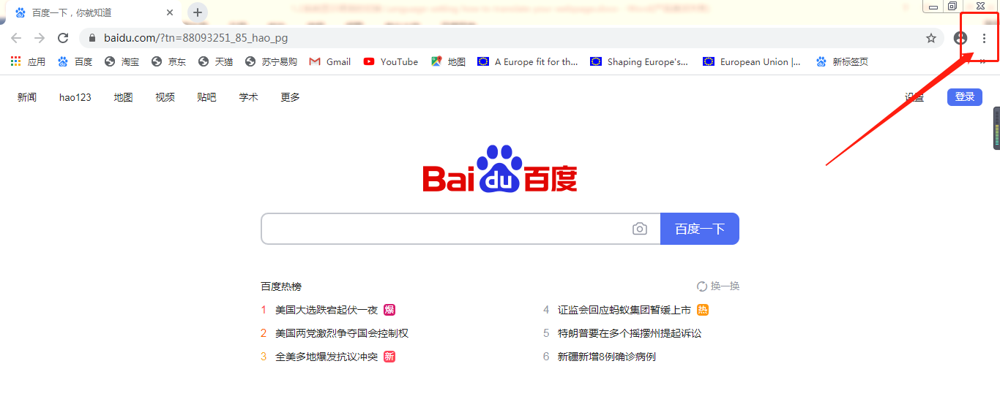 百度一下，你就知道
baidu.com/?tn=88093251_85_hao_pg
应用 百度 淘宝 京东 天猫 苏宁易购 Gmail YouTube 地图 A Europe fit for th... Shaping Europe's... European Union |... 新标签页
新闻 hao123 地图 视频 贴吧 学术 更多 设置 登录
Bai du 百度
百度一下
百度热榜 换一换
1 美国大选跌宕起伏一夜 爆
4 证监会回应蚂蚁集团暂缓上市 热
2 美国两党激烈争夺国会控制权
5 特朗普要在多个摇摆州提起诉讼
3 全美多地爆发抗议冲突 新
6 新疆新增8例确诊病例